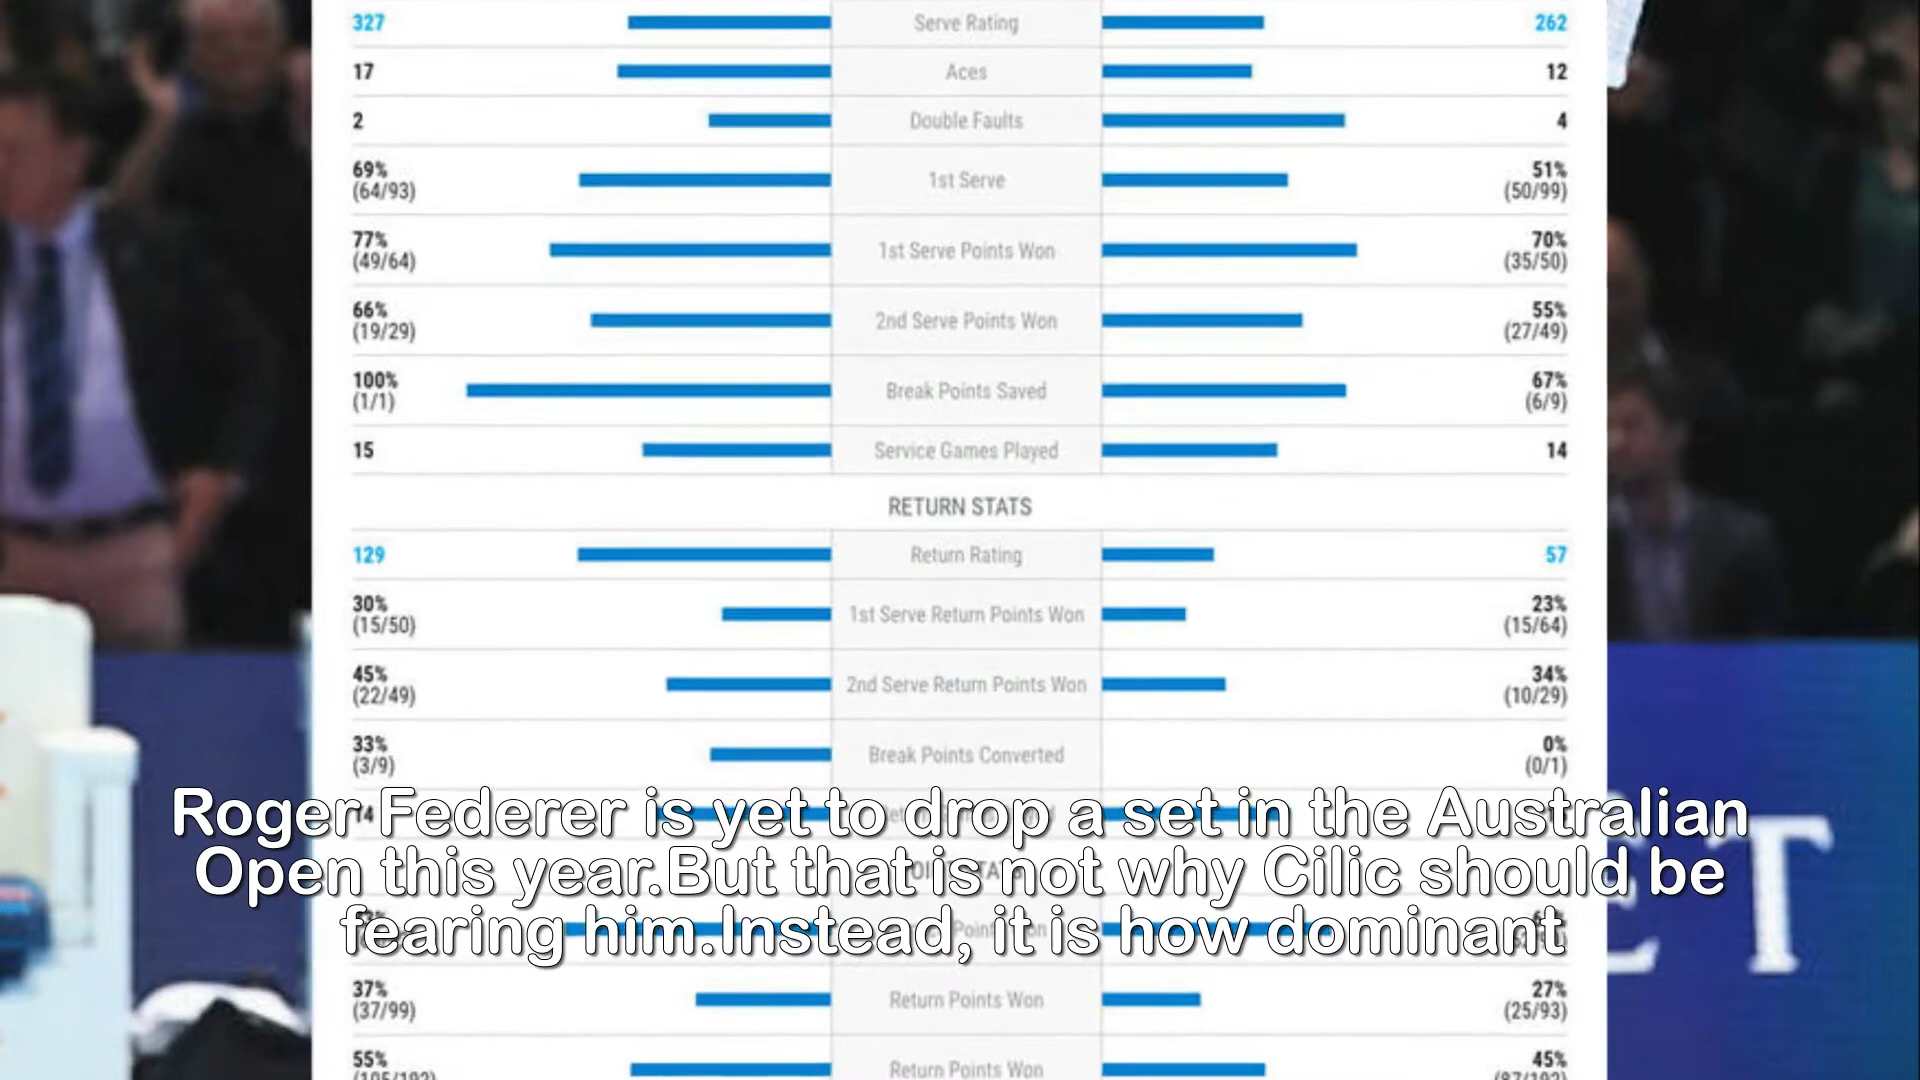 327 Serve Rating 262
17 Aces 12
2 Double Faults 4
69% 51%
(64/93) 1st Serve (50/99)
77% 70%
(49/64) 1st Serve Points Won (35/50)
66% 55%
(19/29) 2nd Serve Points Won (27/49)
100% 67%
(1/1) Break Points Saved (6/9)
15 Service Games Played 14
RETURN STATS
129 Return Rating 57
30% 23%
(15/50) 1st Serve Return Points Won (15/64)
45% 34%
(22/49) 2nd Serve Return Points Won (10/29)
33% 0%
(3/9) Break Points Converted (0/1)
14
Roger Federer is yet to drop a set in the Australian
Open this year.But that is not why Cilic should be
fearing him.Instead, it is how dominant
37% 27%
(37/99) Return Points Won (25/93)
55% 45%
(105/192) Return Points Won (87/192)